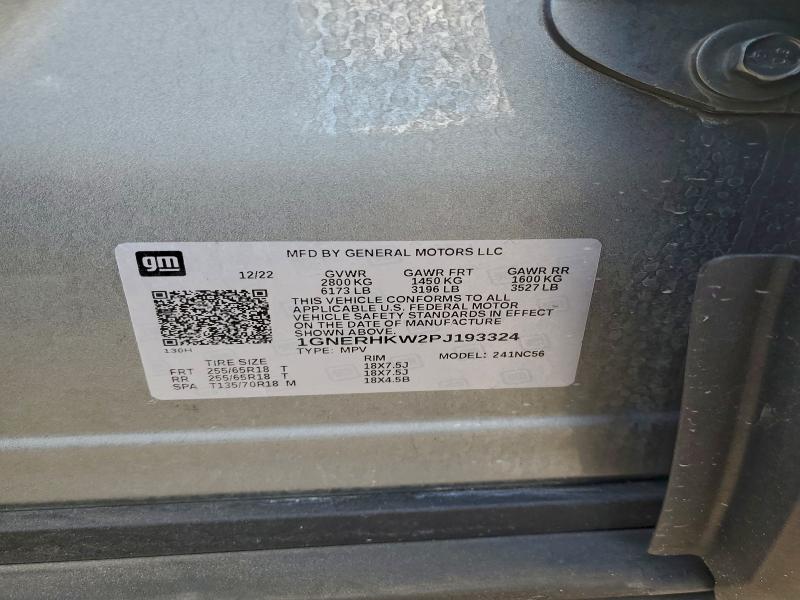 gm
MFD BY GENERAL MOTORS LLC
12/22 GVWR GAWR FRT GAWR RR
2800 KG 1450 KG 1600 KG
6173 LB 3196 LB 3527 LB
THIS VEHICLE CONFORMS TO ALL
APPLICABLE U.S. FEDERAL MOTOR
VEHICLE SAFETY STANDARDS IN EFFECT
ON THE DATE OF MANUFACTURE
SHOWN ABOVE.
130H
1GNERHKW2PJ193324
TYPE: MPV MODEL: 241NC56
TIRE SIZE RIM
FRT 255/65R18 T 18X7.5J
RR 255/65R18 T 18X7.5J
SPA T135/70R18 M 18X4.5B